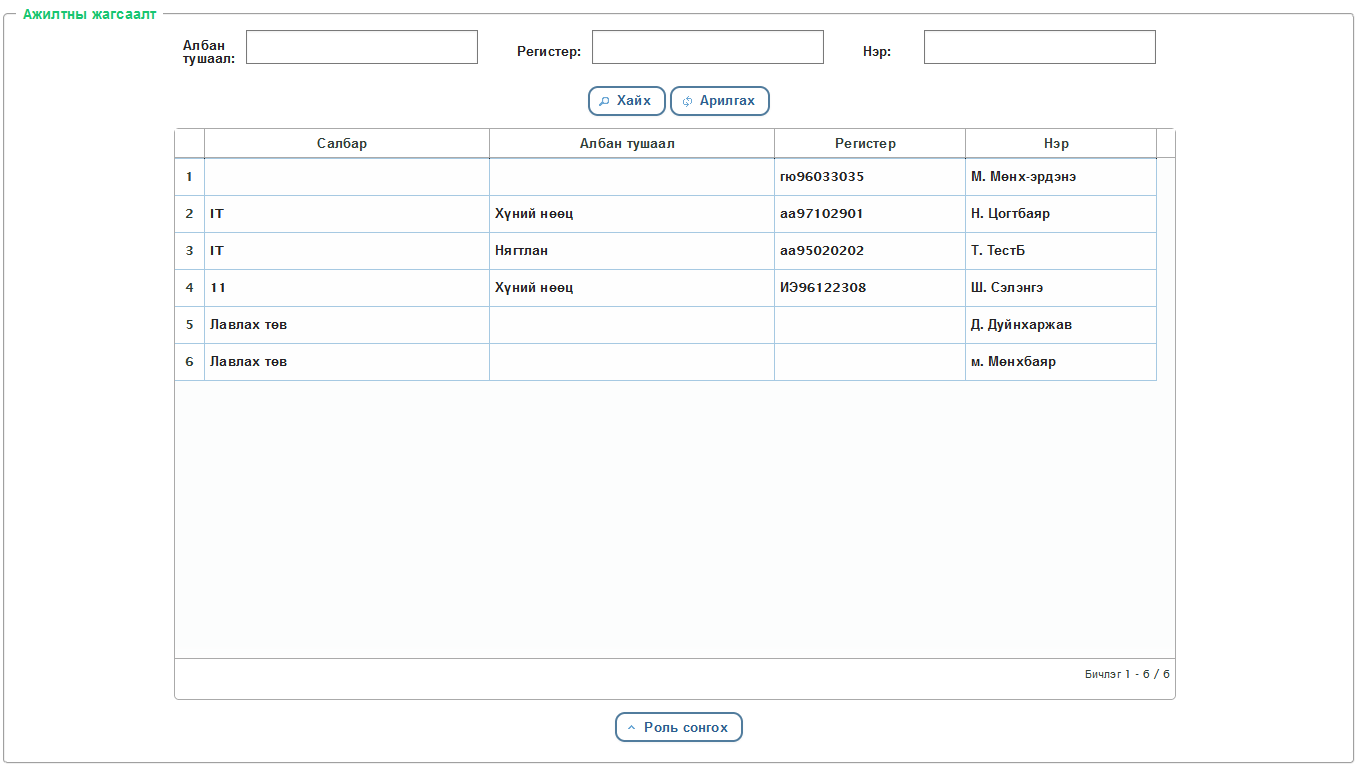 Ажилтны жагсаалт
Албан тушаал:
Регистер:
Нэр:
Хайх Арилгах
Салбар Албан тушаал Регистер Нэр
1 гю96033035 М. Мөнх-эрдэнэ
2 IT Хүний нөөц аа97102901 Н. Цогтбаяр
3 IT Нягтлан аа95020202 Т. ТестБ
4 11 Хүний нөөц ИЭ96122308 Ш. Сэлэнгэ
5 Лавлах төв Д. Дуйнхаржав
6 Лавлах төв м. Мөнхбаяр
Бичлэг 1 - 6 / 6
Роль сонгох